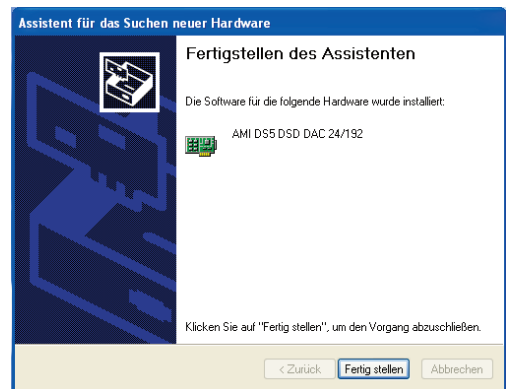 Assistent für das Suchen neuer Hardware
Fertigstellen des Assistenten
Die Software für die folgende Hardware wurde installiert:
AMI DS5 DSD DAC 24/192
Klicken Sie auf "Fertig stellen", um den Vorgang abzuschließen.
< Zurück Fertig stellen Abbrechen